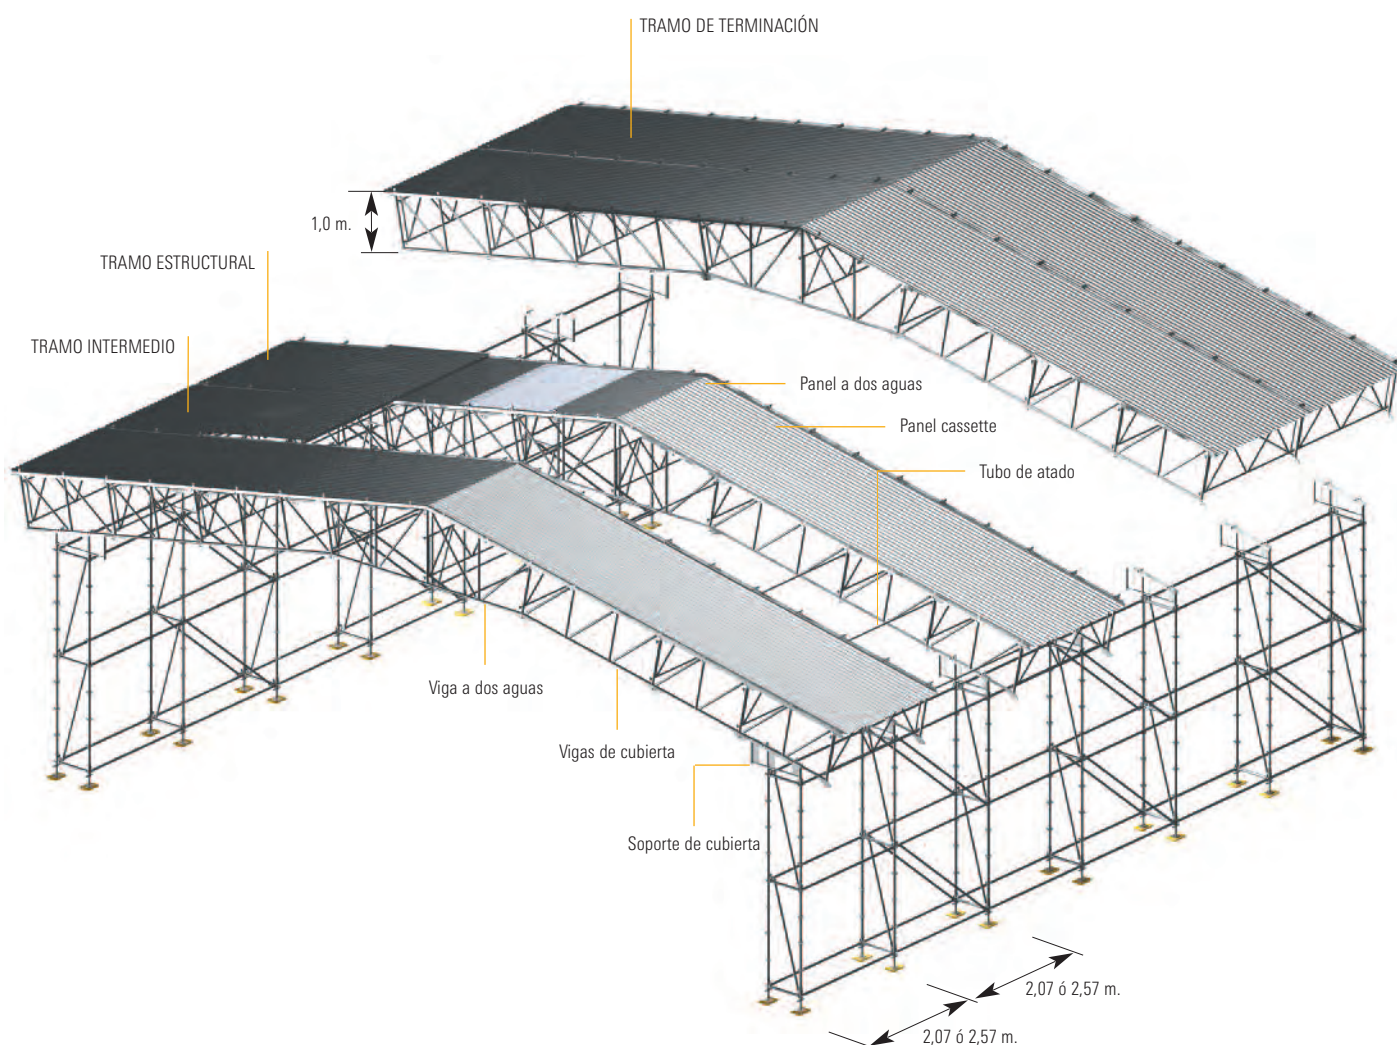 TRAMO DE TERMINACIÓN
1,0 m.
TRAMO ESTRUCTURAL
TRAMO INTERMEDIO
Panel a dos aguas
Panel cassette
Tubo de atado
Viga a dos aguas
Vigas de cubierta
Soporte de cubierta
2,07 ó 2,57 m.
2,07 ó 2,57 m.